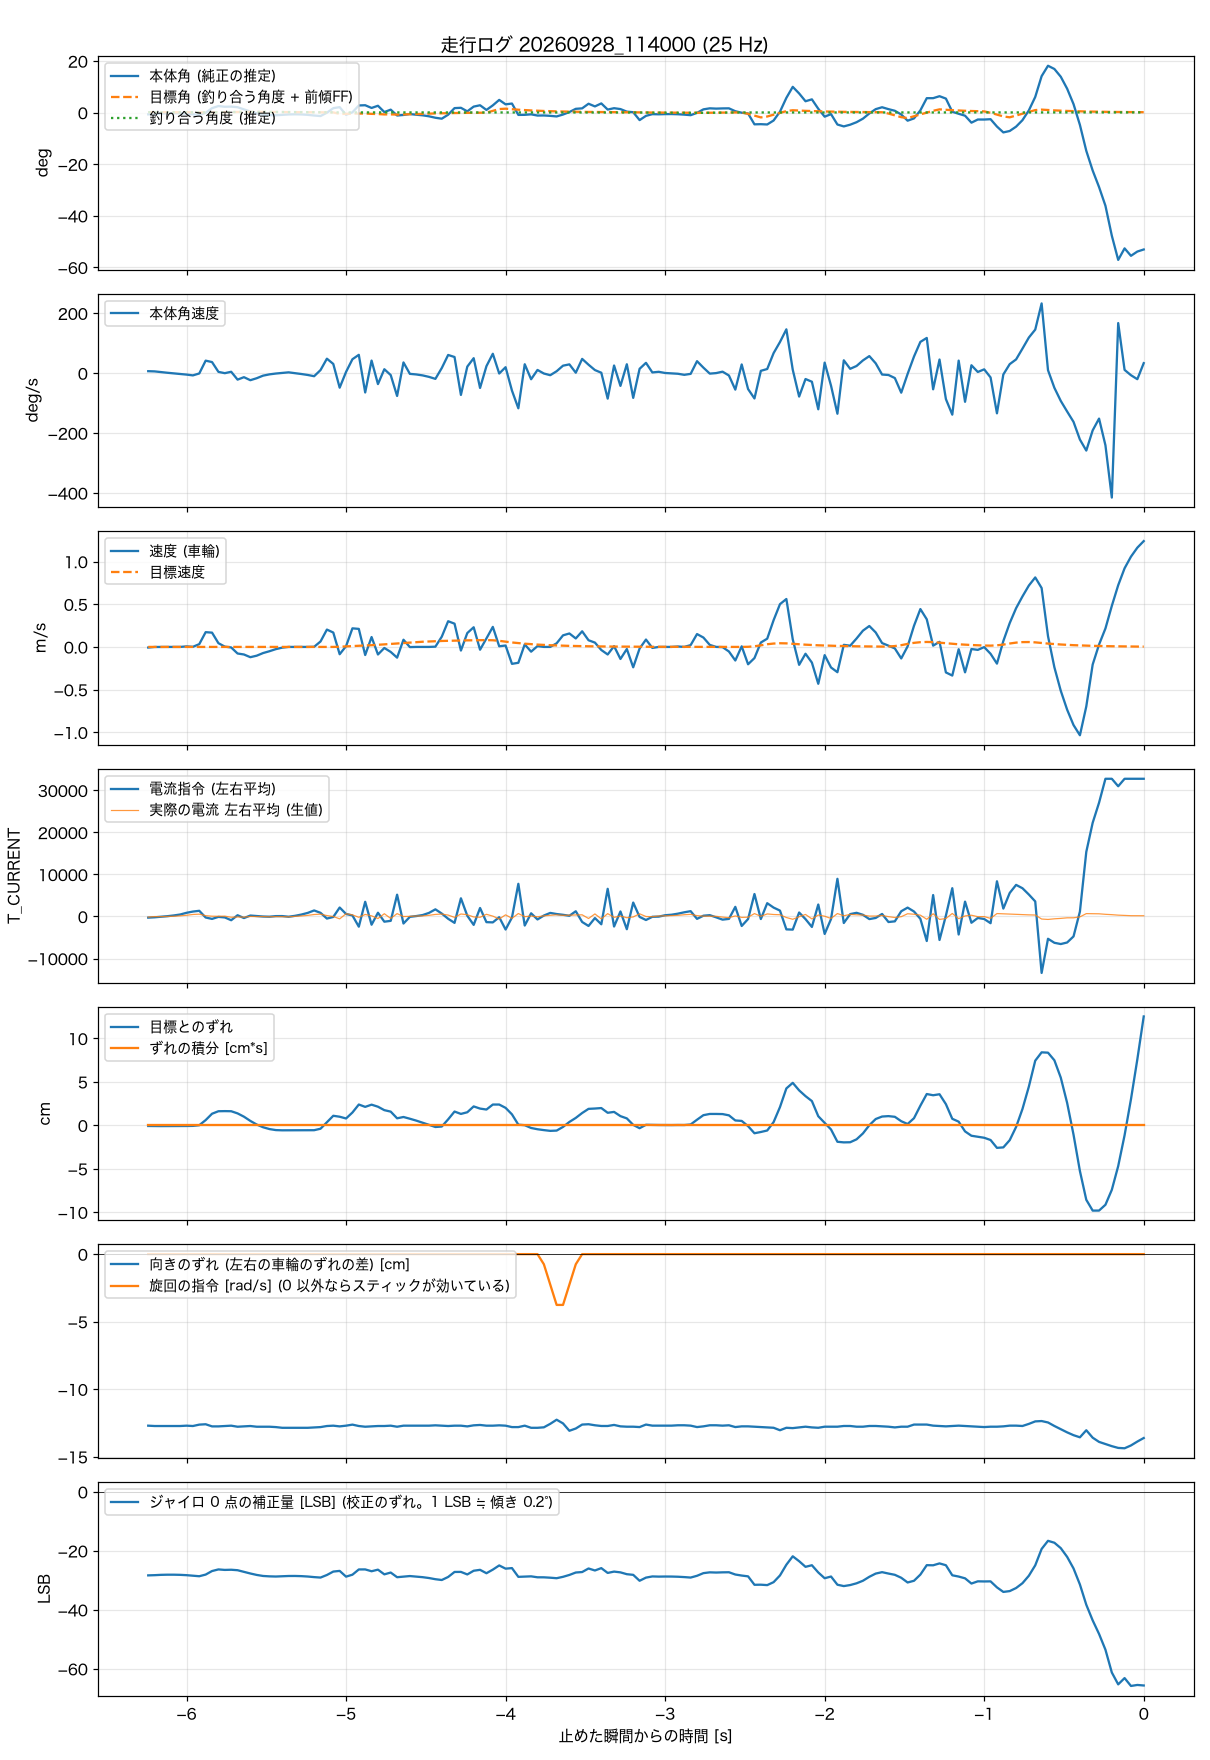 走行ログ 20260928_114000 (25 Hz)
20
0
−20
−40
−60
deg
本体角 (純正の推定)
目標角 (釣り合う角度 + 前傾FF)
釣り合う角度 (推定)
200
0
−200
−400
deg/s
本体角速度
1.0
0.5
0.0
−0.5
−1.0
m/s
速度 (車輪)
目標速度
30000
20000
10000
0
−10000
T_CURRENT
電流指令 (左右平均)
実際の電流 左右平均 (生値)
10
5
0
−5
−10
cm
目標とのずれ
ずれの積分 [cm*s]
0
−5
−10
−15
向きのずれ (左右の車輪のずれの差) [cm]
旋回の指令 [rad/s] (0 以外ならスティックが効いている)
0
−20
−40
−60
LSB
ジャイロ 0 点の補正量 [LSB] (校正のずれ。1 LSB ≒ 傾き 0.2°)
−6
−5
−4
−3
−2
−1
0
止めた瞬間からの時間 [s]